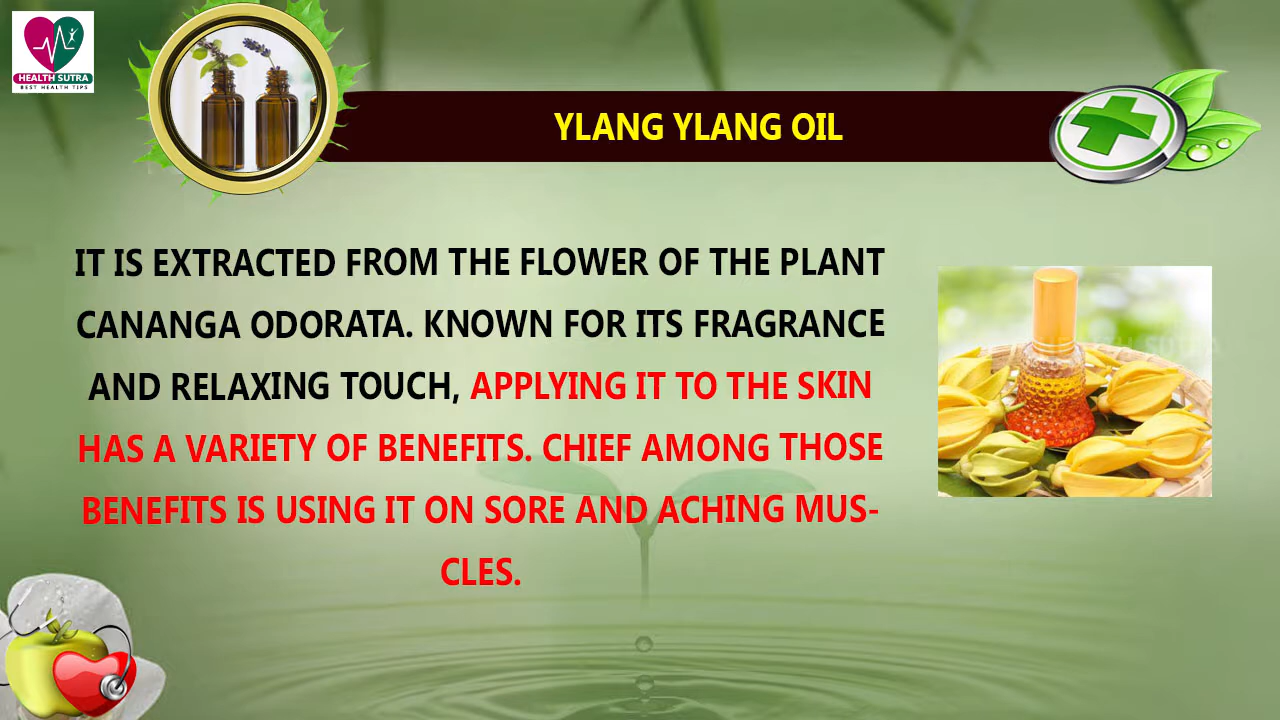 HEALTH SUTRA
BEST HEALTH TIPS
YLANG YLANG OIL
IT IS EXTRACTED FROM THE FLOWER OF THE PLANT
CANANGA ODORATA. KNOWN FOR ITS FRAGRANCE
AND RELAXING TOUCH, APPLYING IT TO THE SKIN
HAS A VARIETY OF BENEFITS. CHIEF AMONG THOSE
BENEFITS IS USING IT ON SORE AND ACHING MUS-
CLES.